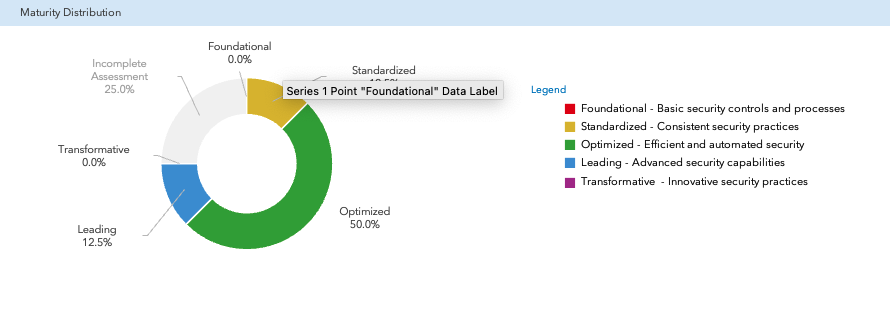 Maturity Distribution
Foundational
0.0%
Incomplete
Assessment
25.0%
Standardized
Series 1 Point "Foundational" Data Label
Transformative
0.0%
Optimized
50.0%
Leading
12.5%
Legend
Foundational - Basic security controls and processes
Standardized - Consistent security practices
Optimized - Efficient and automated security
Leading - Advanced security capabilities
Transformative - Innovative security practices